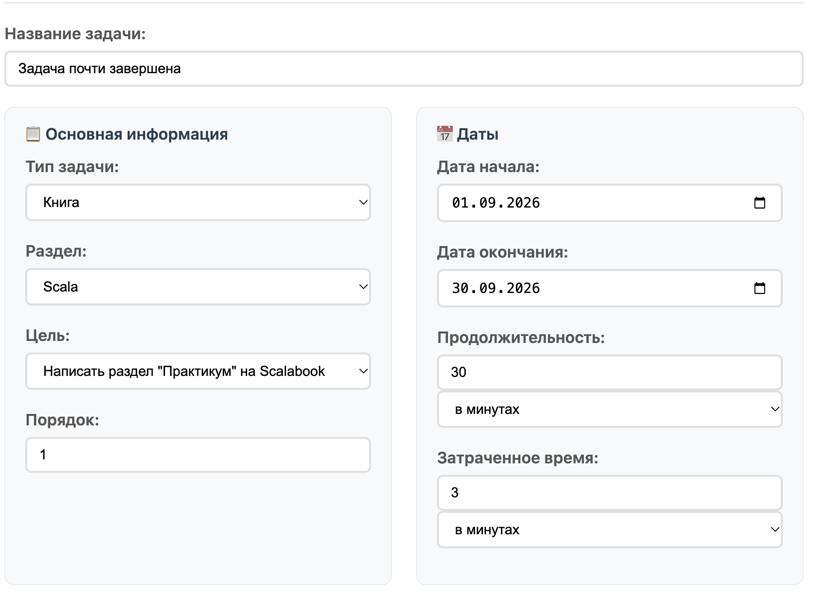 Название задачи:
Задача почти завершена
Основная информация
Тип задачи:
Книга
Раздел:
Scala
Цель:
Написать раздел "Практикум" на Scalabook
Порядок:
1
17 Даты
Дата начала:
01.09.2026
Дата окончания:
30.09.2026
Продолжительность:
30
в минутах
Затраченное время:
3
в минутах